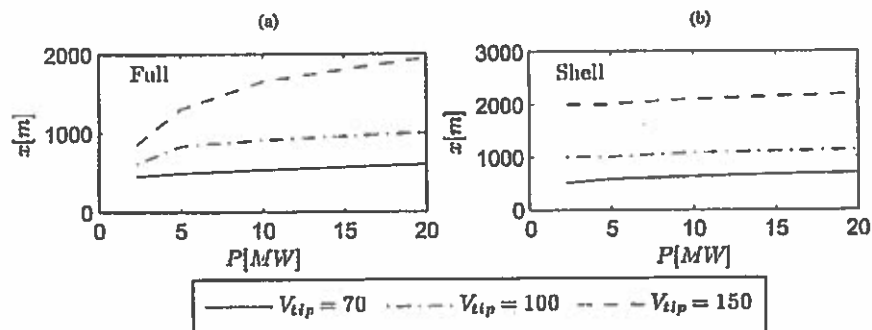 (a)
(b)
2000
1000
0
x[m]
Full
0 5 10 15 20
P[MW]
3000
2000
1000
0
x[m]
Shell
0 5 10 15 20
P[MW]
V_tip = 70 V_tip = 100 V_tip = 150